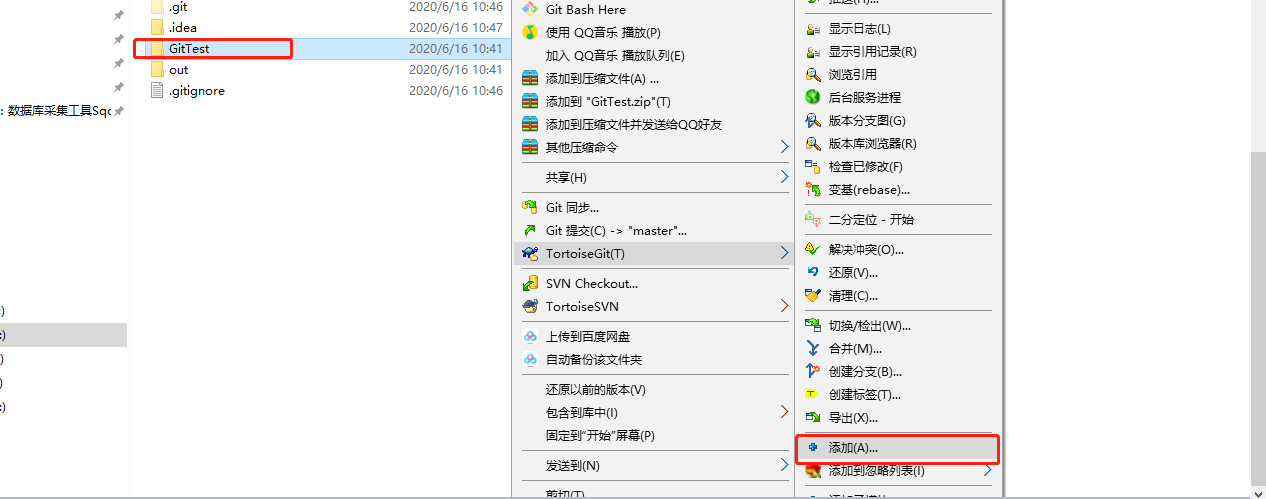 .git 2020/6/16 10:46
.idea 2020/6/16 10:47
GitTest 2020/6/16 10:41
out 2020/6/16 10:41
.gitignore 2020/6/16 10:46
: 数据库采集工具Sqc
:)
:)
)
)
:)
Git Bash Here
使用 QQ音乐 播放(P)
加入 QQ音乐 播放队列(E)
添加到压缩文件(A) ...
添加到 "GitTest.zip"(T)
添加到压缩文件并发送给QQ好友
其他压缩命令
共享(H)
Git 同步...
Git 提交(C) -> "master"...
TortoiseGit(T)
SVN Checkout...
TortoiseSVN
上传到百度网盘
自动备份该文件夹
还原以前的版本(V)
包含到库中(I)
固定到“开始”屏幕(P)
发送到(N)
剪切(T)
显示日志(L)
显示引用记录(R)
浏览引用
后台服务进程
版本分支图(G)
版本库浏览器(R)
检查已修改(F)
变基(rebase)...
二分定位 - 开始
解决冲突(O)...
还原(V)...
清理(C)...
切换/检出(W)...
合并(M)...
创建分支(B)...
创建标签(T)...
导出(X)...
添加(A)...
添加到忽略列表(I)